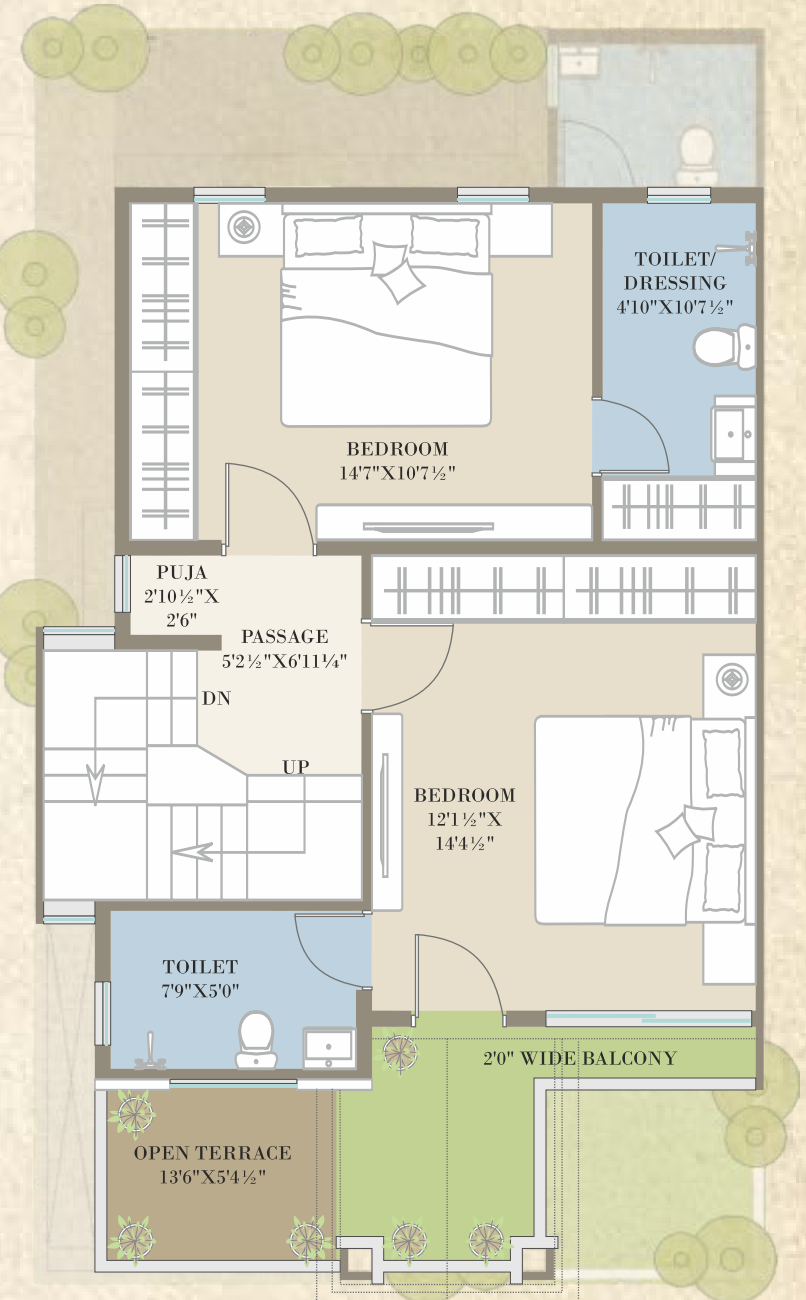 TOILET/
DRESSING
4'10"X10'7½"
BEDROOM
14'7"X10'7½"
PUJA
2'10½"X
2'6"
PASSAGE
5'2½"X6'11¼"
DN
UP
BEDROOM
12'1½"X
14'4½"
TOILET
7'9"X5'0"
2'0" WIDE BALCONY
OPEN TERRACE
13'6"X5'4½"